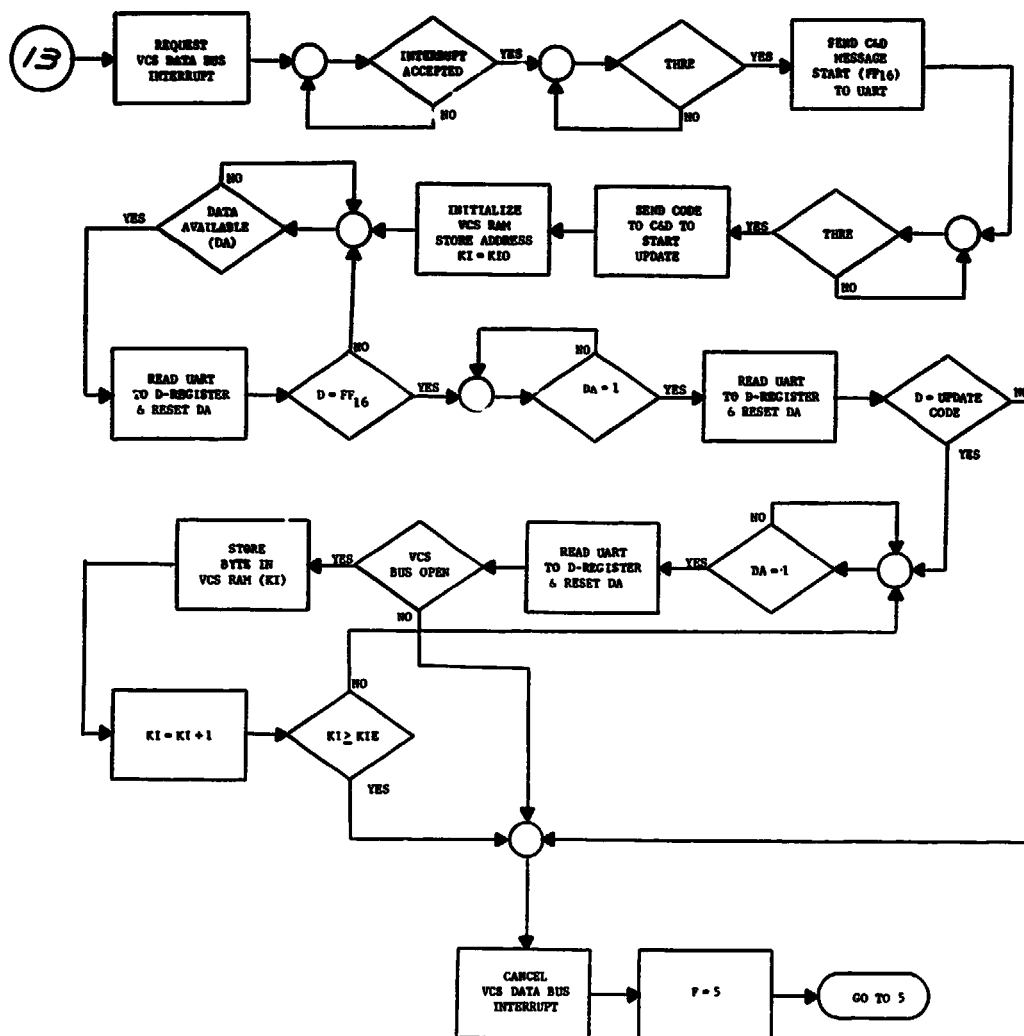 13
REQUEST
VCS DATA BUS
INTERRUPT
INTERRUPT
ACCEPTED
YES
NO
THRE
YES
NO
SEND C&D
MESSAGE
START (FF16)
TO UART
DATA
AVAILABLE
(DA)
NO
YES
INITIALIZE
VCS RAM
STORE ADDRESS
KI = KIO
SEND CODE
TO C&D TO
START
UPDATE
YES
THRE
NO
READ UART
TO D-REGISTER
& RESET DA
D = FF16
NO
YES
DA = 1
NO
YES
READ UART
TO D-REGISTER
& RESET DA
D = UPDATE
CODE
NO
YES
STORE
BYTE IN
VCS RAM (KI)
YES
VCS
BUS OPEN
NO
READ UART
TO D-REGISTER
& RESET DA
YES
DA = 1
NO
KI = KI + 1
KI ≥ KIE
NO
YES
CANCEL
VCS DATA BUS
INTERRUPT
F = 5
GO TO 5